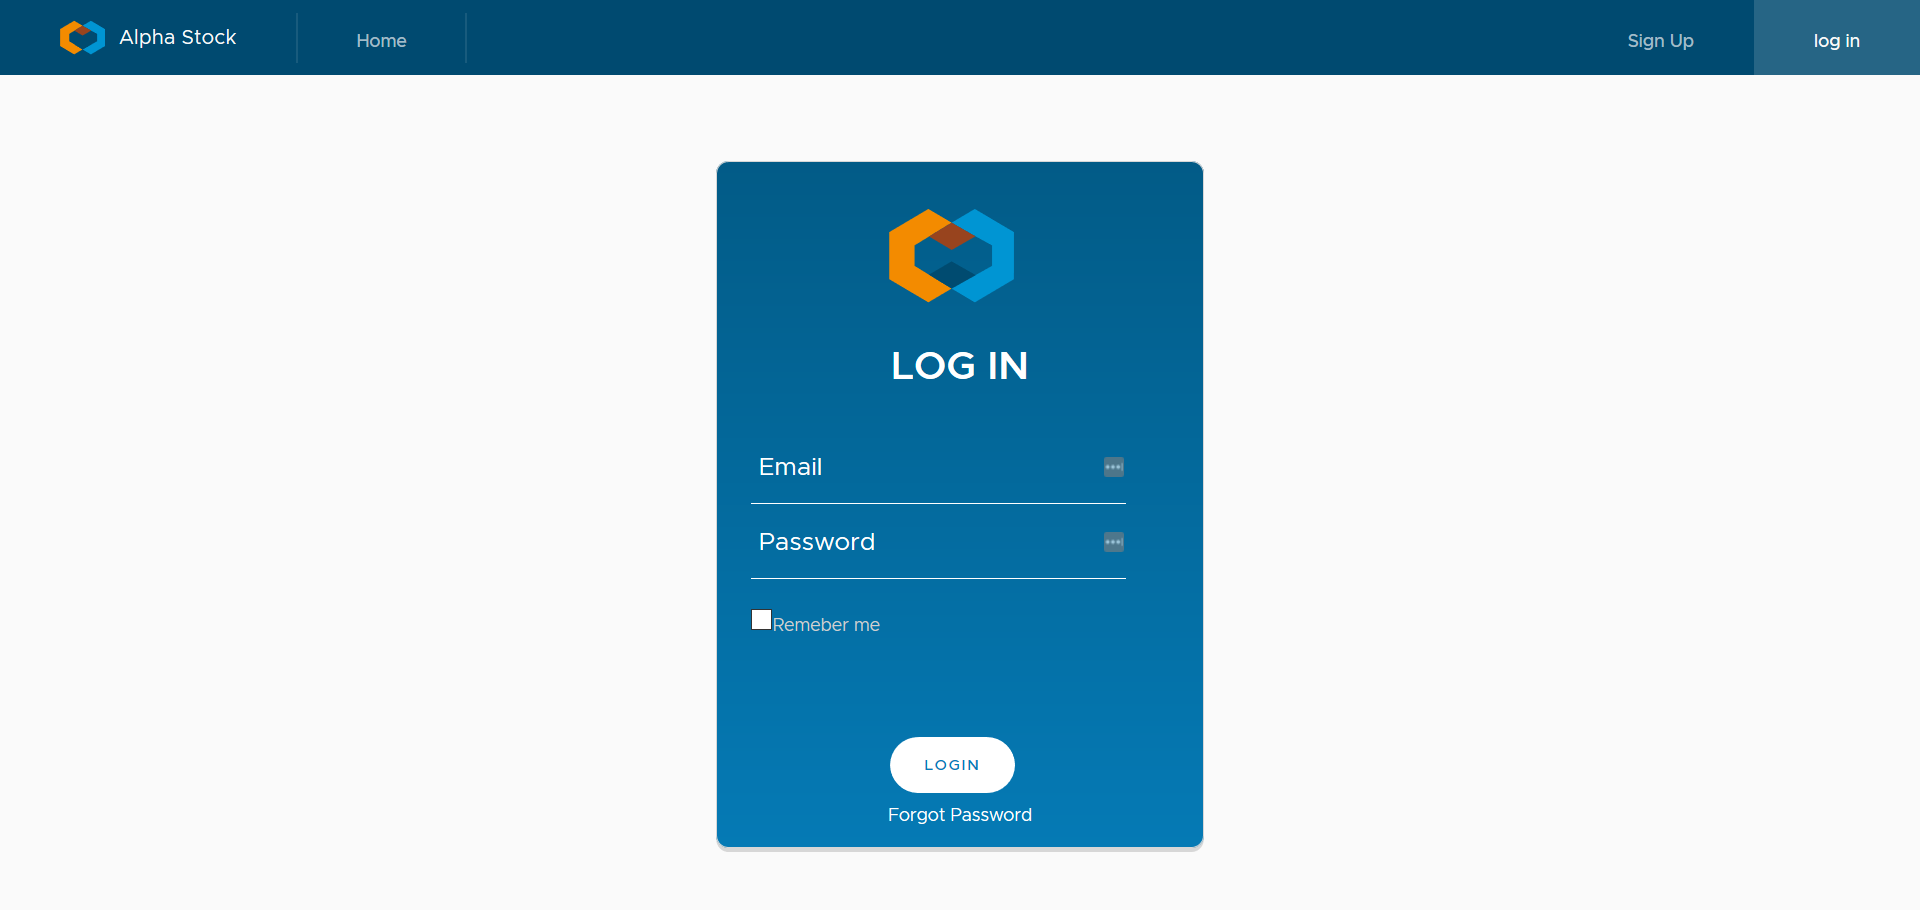 Alpha Stock
Home
Sign Up
log in
LOG IN
Email
Password
Remeber me
LOGIN
Forgot Password